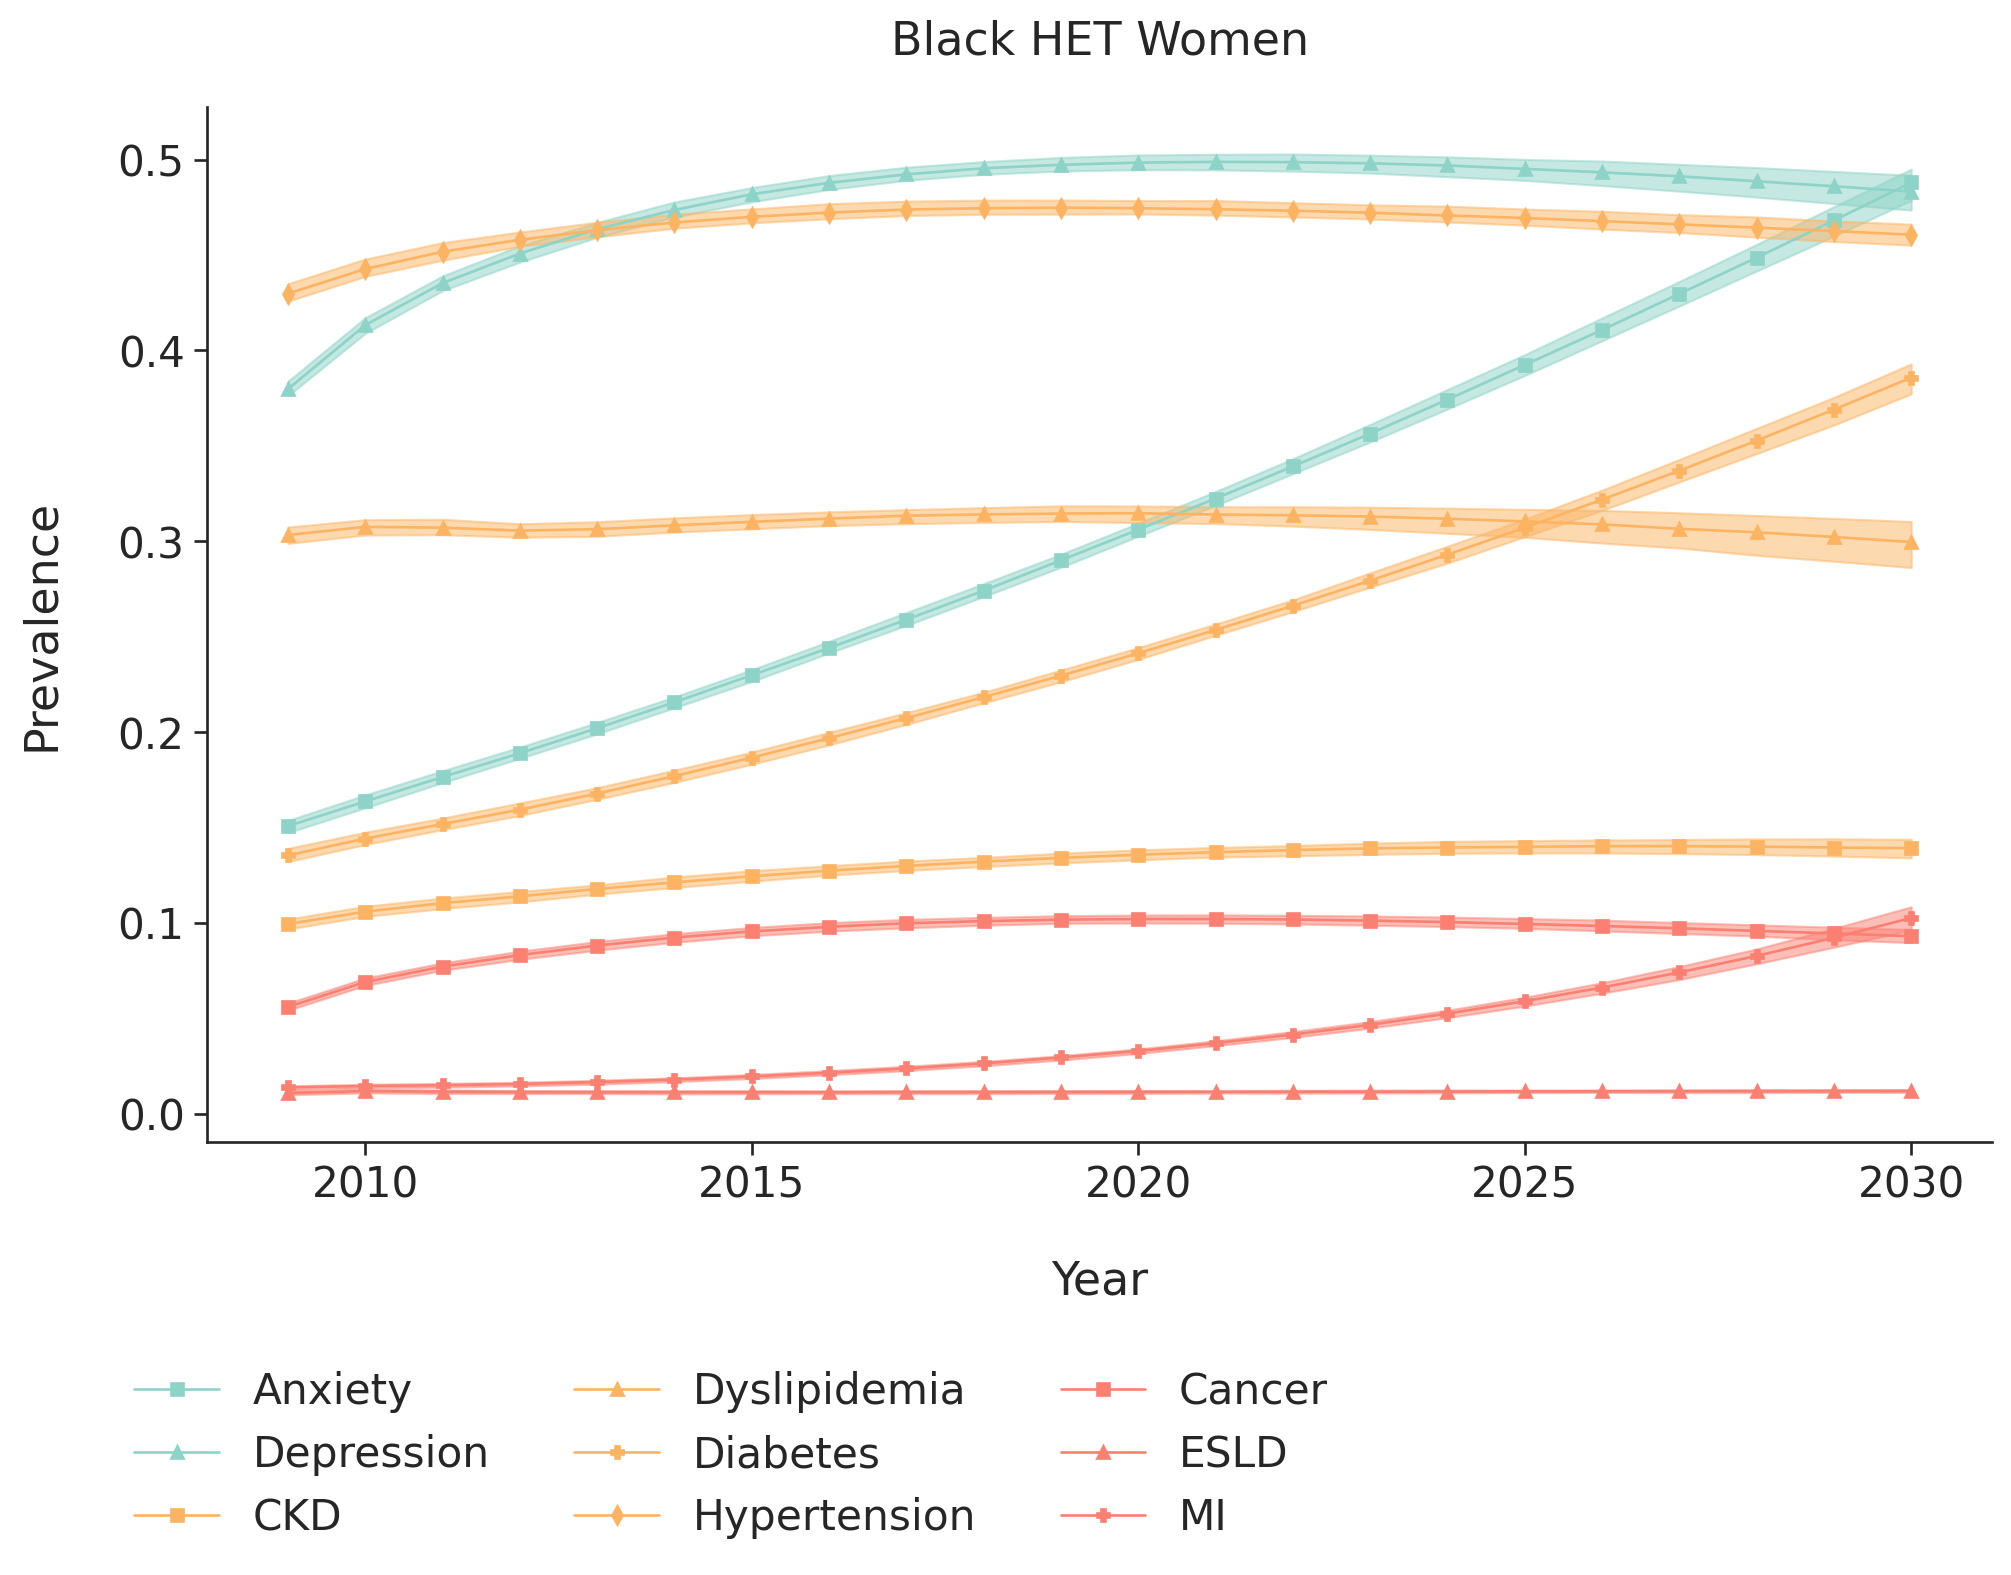 Black HET Women
0.5
0.4
0.3
0.2
0.1
0.0
Prevalence
2010 2015 2020 2025 2030
Year
Anxiety Dyslipidemia Cancer
Depression Diabetes ESLD
CKD Hypertension MI